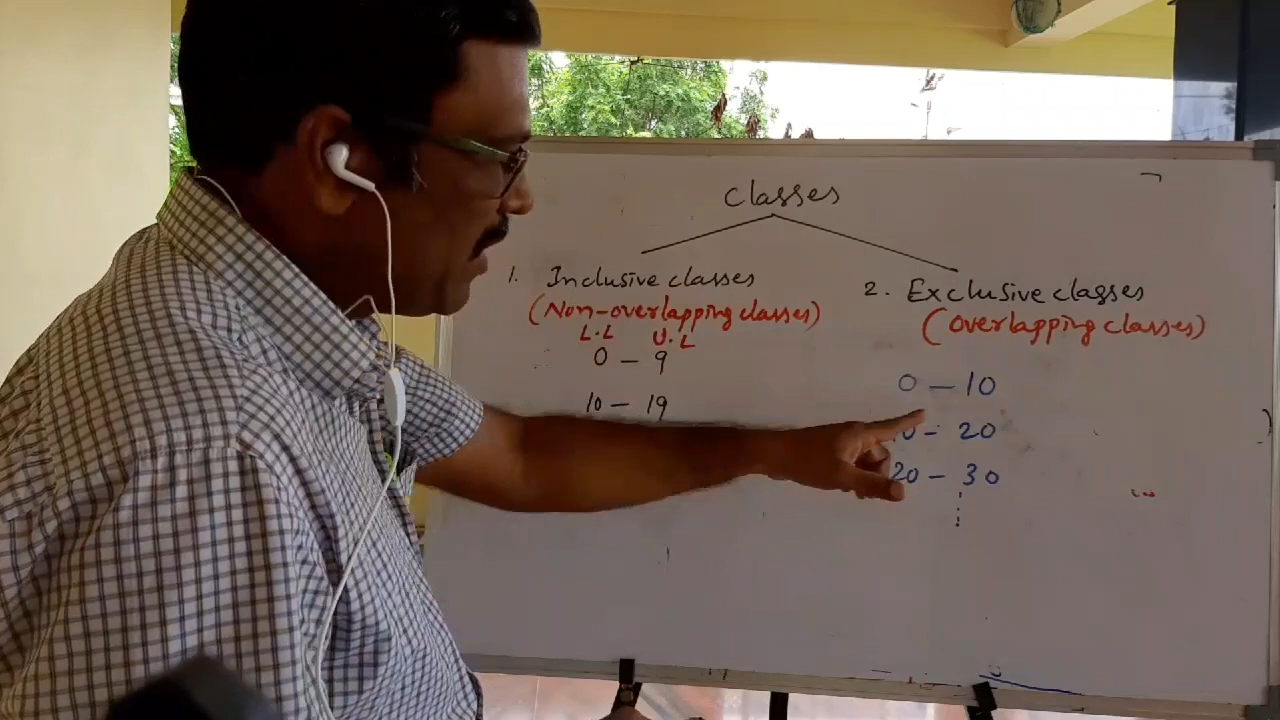 Classes
1. Inclusive classes
(Non-overlapping classes)
L.L U.L
0 – 9
10 – 19
2. Exclusive classes
(Overlapping classes)
0 – 10
– 20
20 – 30